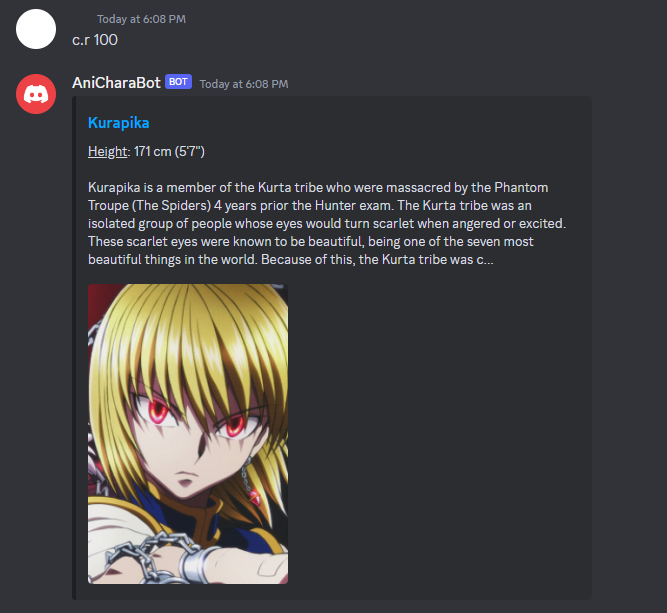 Today at 6:08 PM
c.r 100
AniCharaBot BOT Today at 6:08 PM
Kurapika
Height: 171 cm (5'7")
Kurapika is a member of the Kurta tribe who were massacred by the Phantom
Troupe (The Spiders) 4 years prior the Hunter exam. The Kurta tribe was an
isolated group of people whose eyes would turn scarlet when angered or excited.
These scarlet eyes were known to be beautiful, being one of the seven most
beautiful things in the world. Because of this, the Kurta tribe was c...